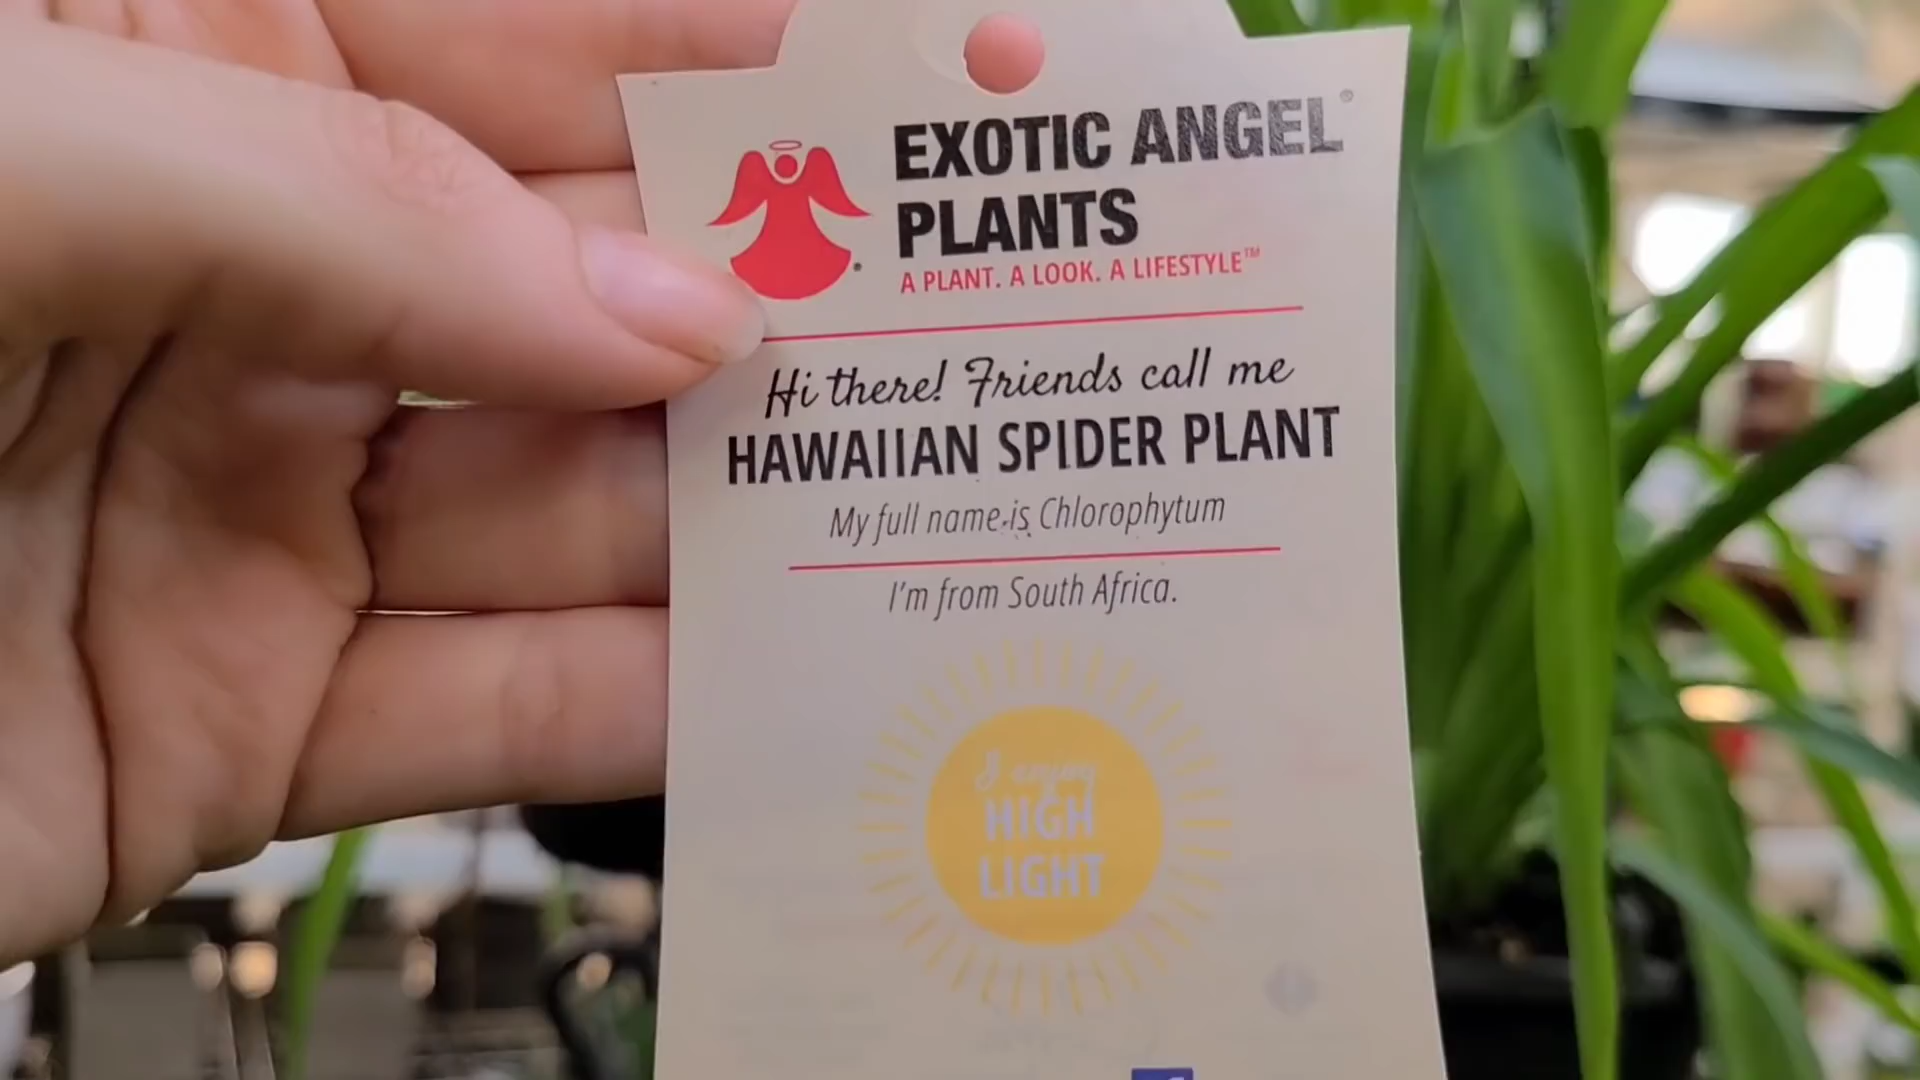 EXOTIC ANGEL®
PLANTS
A PLANT. A LOOK. A LIFESTYLE™
Hi there! Friends call me
HAWAIIAN SPIDER PLANT
My full name is Chlorophytum
I'm from South Africa.
I enjoy
HIGH
LIGHT